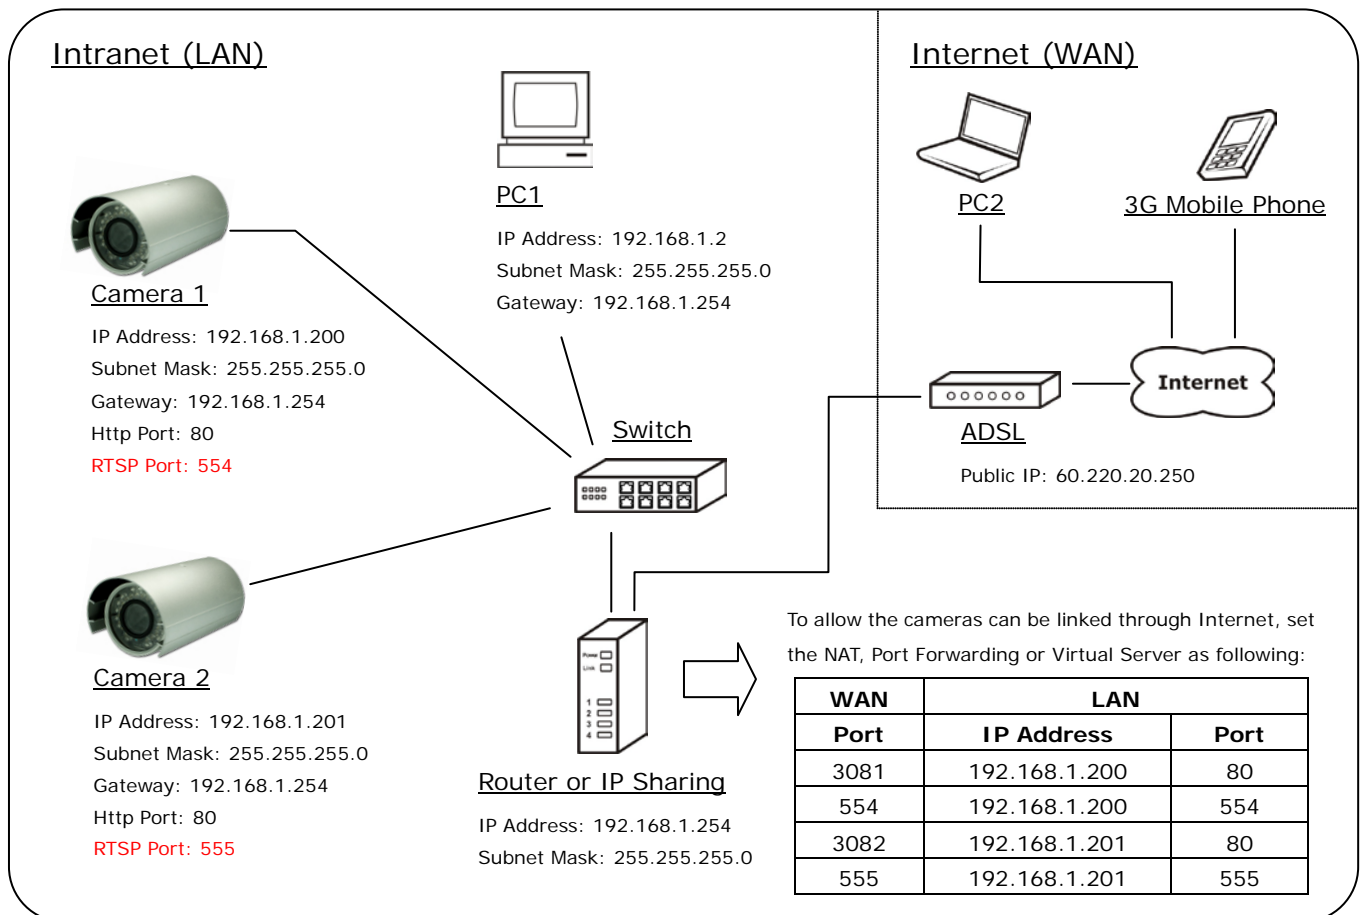 Intranet (LAN)
Internet (WAN)
PC1
IP Address: 192.168.1.2
Subnet Mask: 255.255.255.0
Gateway: 192.168.1.254
PC2
3G Mobile Phone
Camera 1
IP Address: 192.168.1.200
Subnet Mask: 255.255.255.0
Gateway: 192.168.1.254
Http Port: 80
RTSP Port: 554
Internet
ADSL
Public IP: 60.220.20.250
Switch
Camera 2
IP Address: 192.168.1.201
Subnet Mask: 255.255.255.0
Gateway: 192.168.1.254
Http Port: 80
RTSP Port: 555
Power
Link
1
2
3
4
Router or IP Sharing
IP Address: 192.168.1.254
Subnet Mask: 255.255.255.0
To allow the cameras can be linked through Internet, set
the NAT, Port Forwarding or Virtual Server as following:
WAN LAN
Port IP Address Port
3081 192.168.1.200 80
554 192.168.1.200 554
3082 192.168.1.201 80
555 192.168.1.201 555